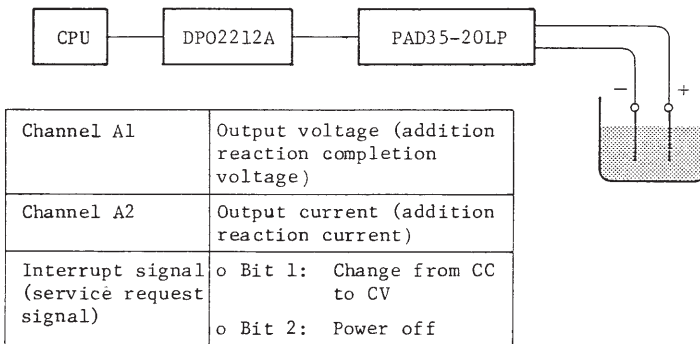 CPU
DPO2212A
PAD35-20LP
− +
Channel A1
Output voltage (addition
reaction completion
voltage)
Channel A2
Output current (addition
reaction current)
Interrupt signal
(service request
signal)
o Bit 1: Change from CC
to CV
o Bit 2: Power off